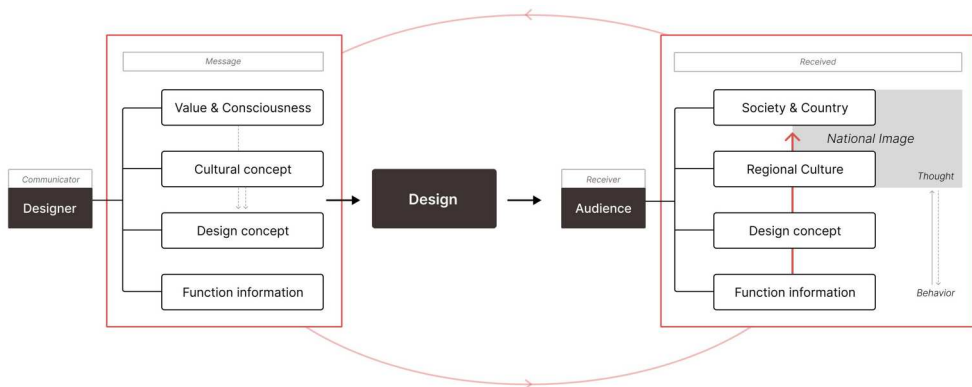 Message
Value & Consciousness
Cultural concept
Design concept
Function information
Communicator
Designer
Design
Receiver
Audience
Received
Society & Country
National Image
Regional Culture
Thought
Design concept
Function information
Behavior